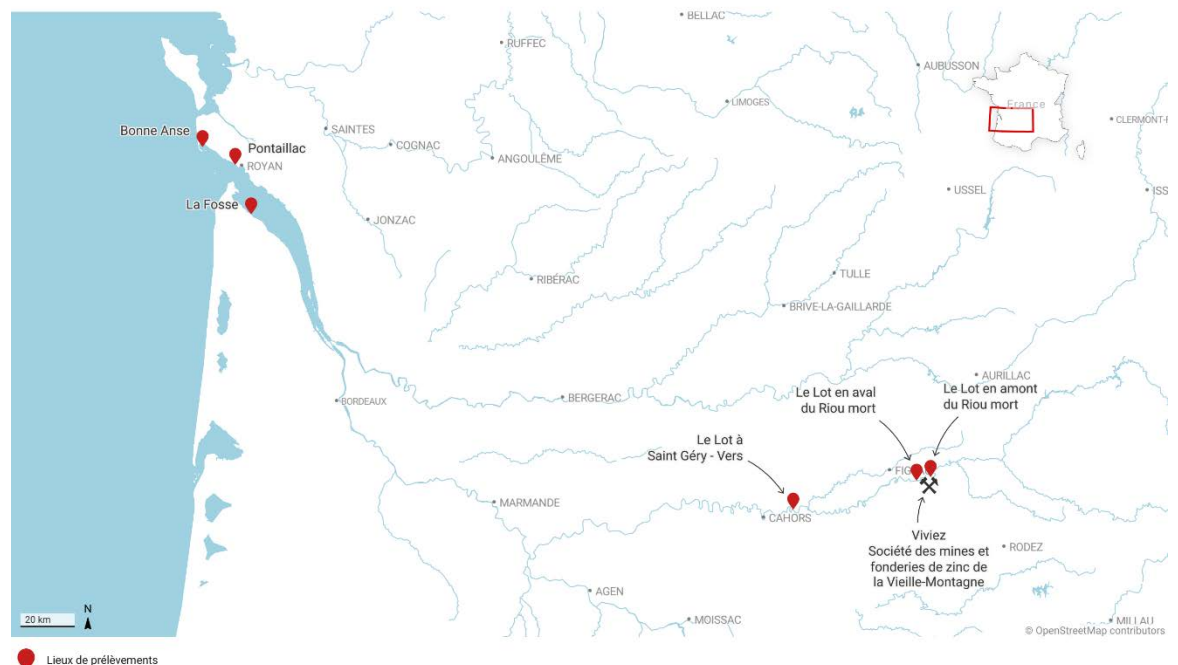 BELLAC
RUFFEC
AUBUSSON
France
LIMOGES
CLERMONT-F
Bonne Anse
SAINTES
COGNAC
Pontaillac
ANGOULÊME
ROYAN
USSEL
ISS
La Fosse
JONZAC
TULLE
RIBÉRAC
BRIVE-LA-GAILLARDE
AURILLAC
Le Lot en aval
du Riou mort
Le Lot en amont
du Riou mort
BERGERAC
BORDEAUX
Le Lot à
Saint Géry - Vers
FIG
MARMANDE
CAHORS
Viviez
Société des mines et
fonderies de zinc de
la Vieille-Montagne
RODEZ
AGEN
MOISSAC
MILLAU
20 km
N
© OpenStreetMap contributors
Lieux de prélèvements